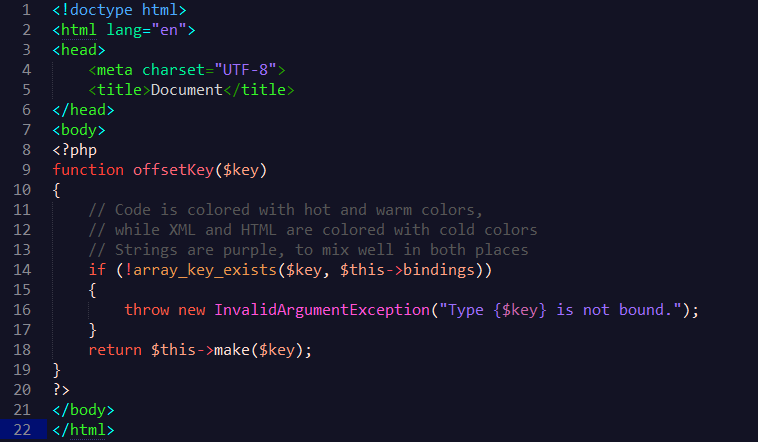 1 <!doctype html>
2 <html lang="en">
3 <head>
4     <meta charset="UTF-8">
5     <title>Document</title>
6 </head>
7 <body>
8 <?php
9 function offsetKey($key)
10 {
11     // Code is colored with hot and warm colors,
12     // while XML and HTML are colored with cold colors
13     // Strings are purple, to mix well in both places
14     if (!array_key_exists($key, $this->bindings))
15     {
16         throw new InvalidArgumentException("Type {$key} is not bound.");
17     }
18     return $this->make($key);
19 }
20 ?>
21 </body>
22 </html>